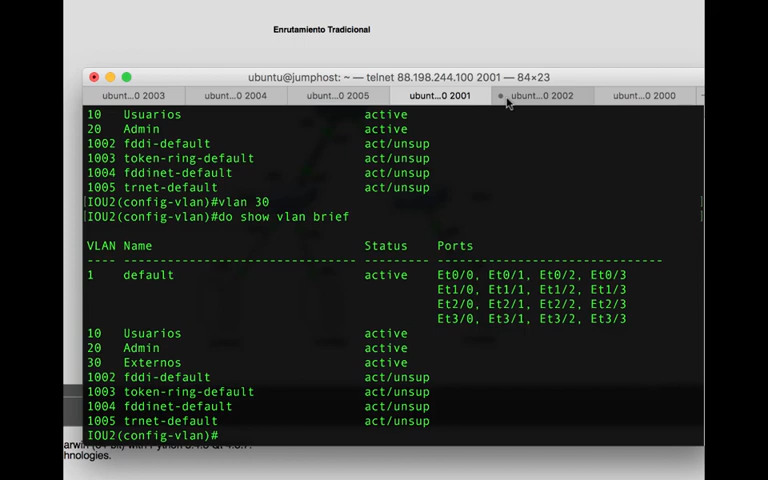 Enrutamiento Tradicional
ubuntu@jumphost: ~ — telnet 88.198.244.100 2001 — 84×23
ubunt...0 2003 ubunt...0 2004 ubunt...0 2005 ubunt...0 2001 ubunt...0 2002 ubunt...0 2000
10 Usuarios active
20 Admin active
1002 fddi-default act/unsup
1003 token-ring-default act/unsup
1004 fddinet-default act/unsup
1005 trnet-default act/unsup
[IOU2(config-vlan)#vlan 30 ]
[IOU2(config-vlan)#do show vlan brief ]
VLAN Name Status Ports
---- -------------------------------- --------- -------------------------------
1 default active Et0/0, Et0/1, Et0/2, Et0/3
Et1/0, Et1/1, Et1/2, Et1/3
Et2/0, Et2/1, Et2/2, Et2/3
Et3/0, Et3/1, Et3/2, Et3/3
10 Usuarios active
20 Admin active
30 Externos active
1002 fddi-default act/unsup
1003 token-ring-default act/unsup
1004 fddinet-default act/unsup
1005 trnet-default act/unsup
IOU2(config-vlan)#
hnologies.